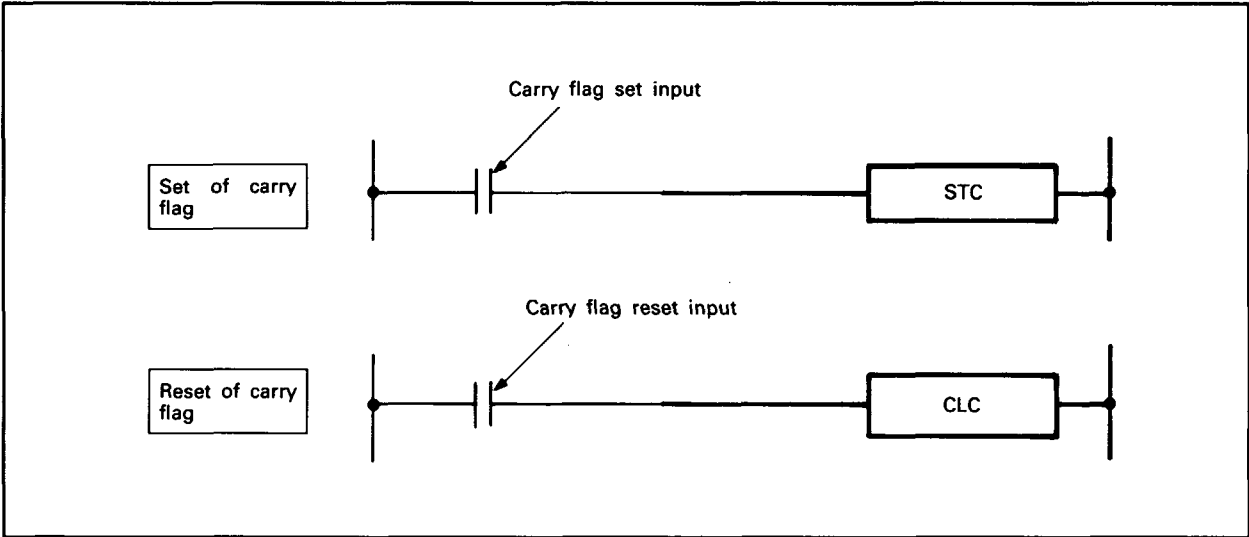 Carry flag set input
Set of carry
flag
STC
Carry flag reset input
Reset of carry
flag
CLC